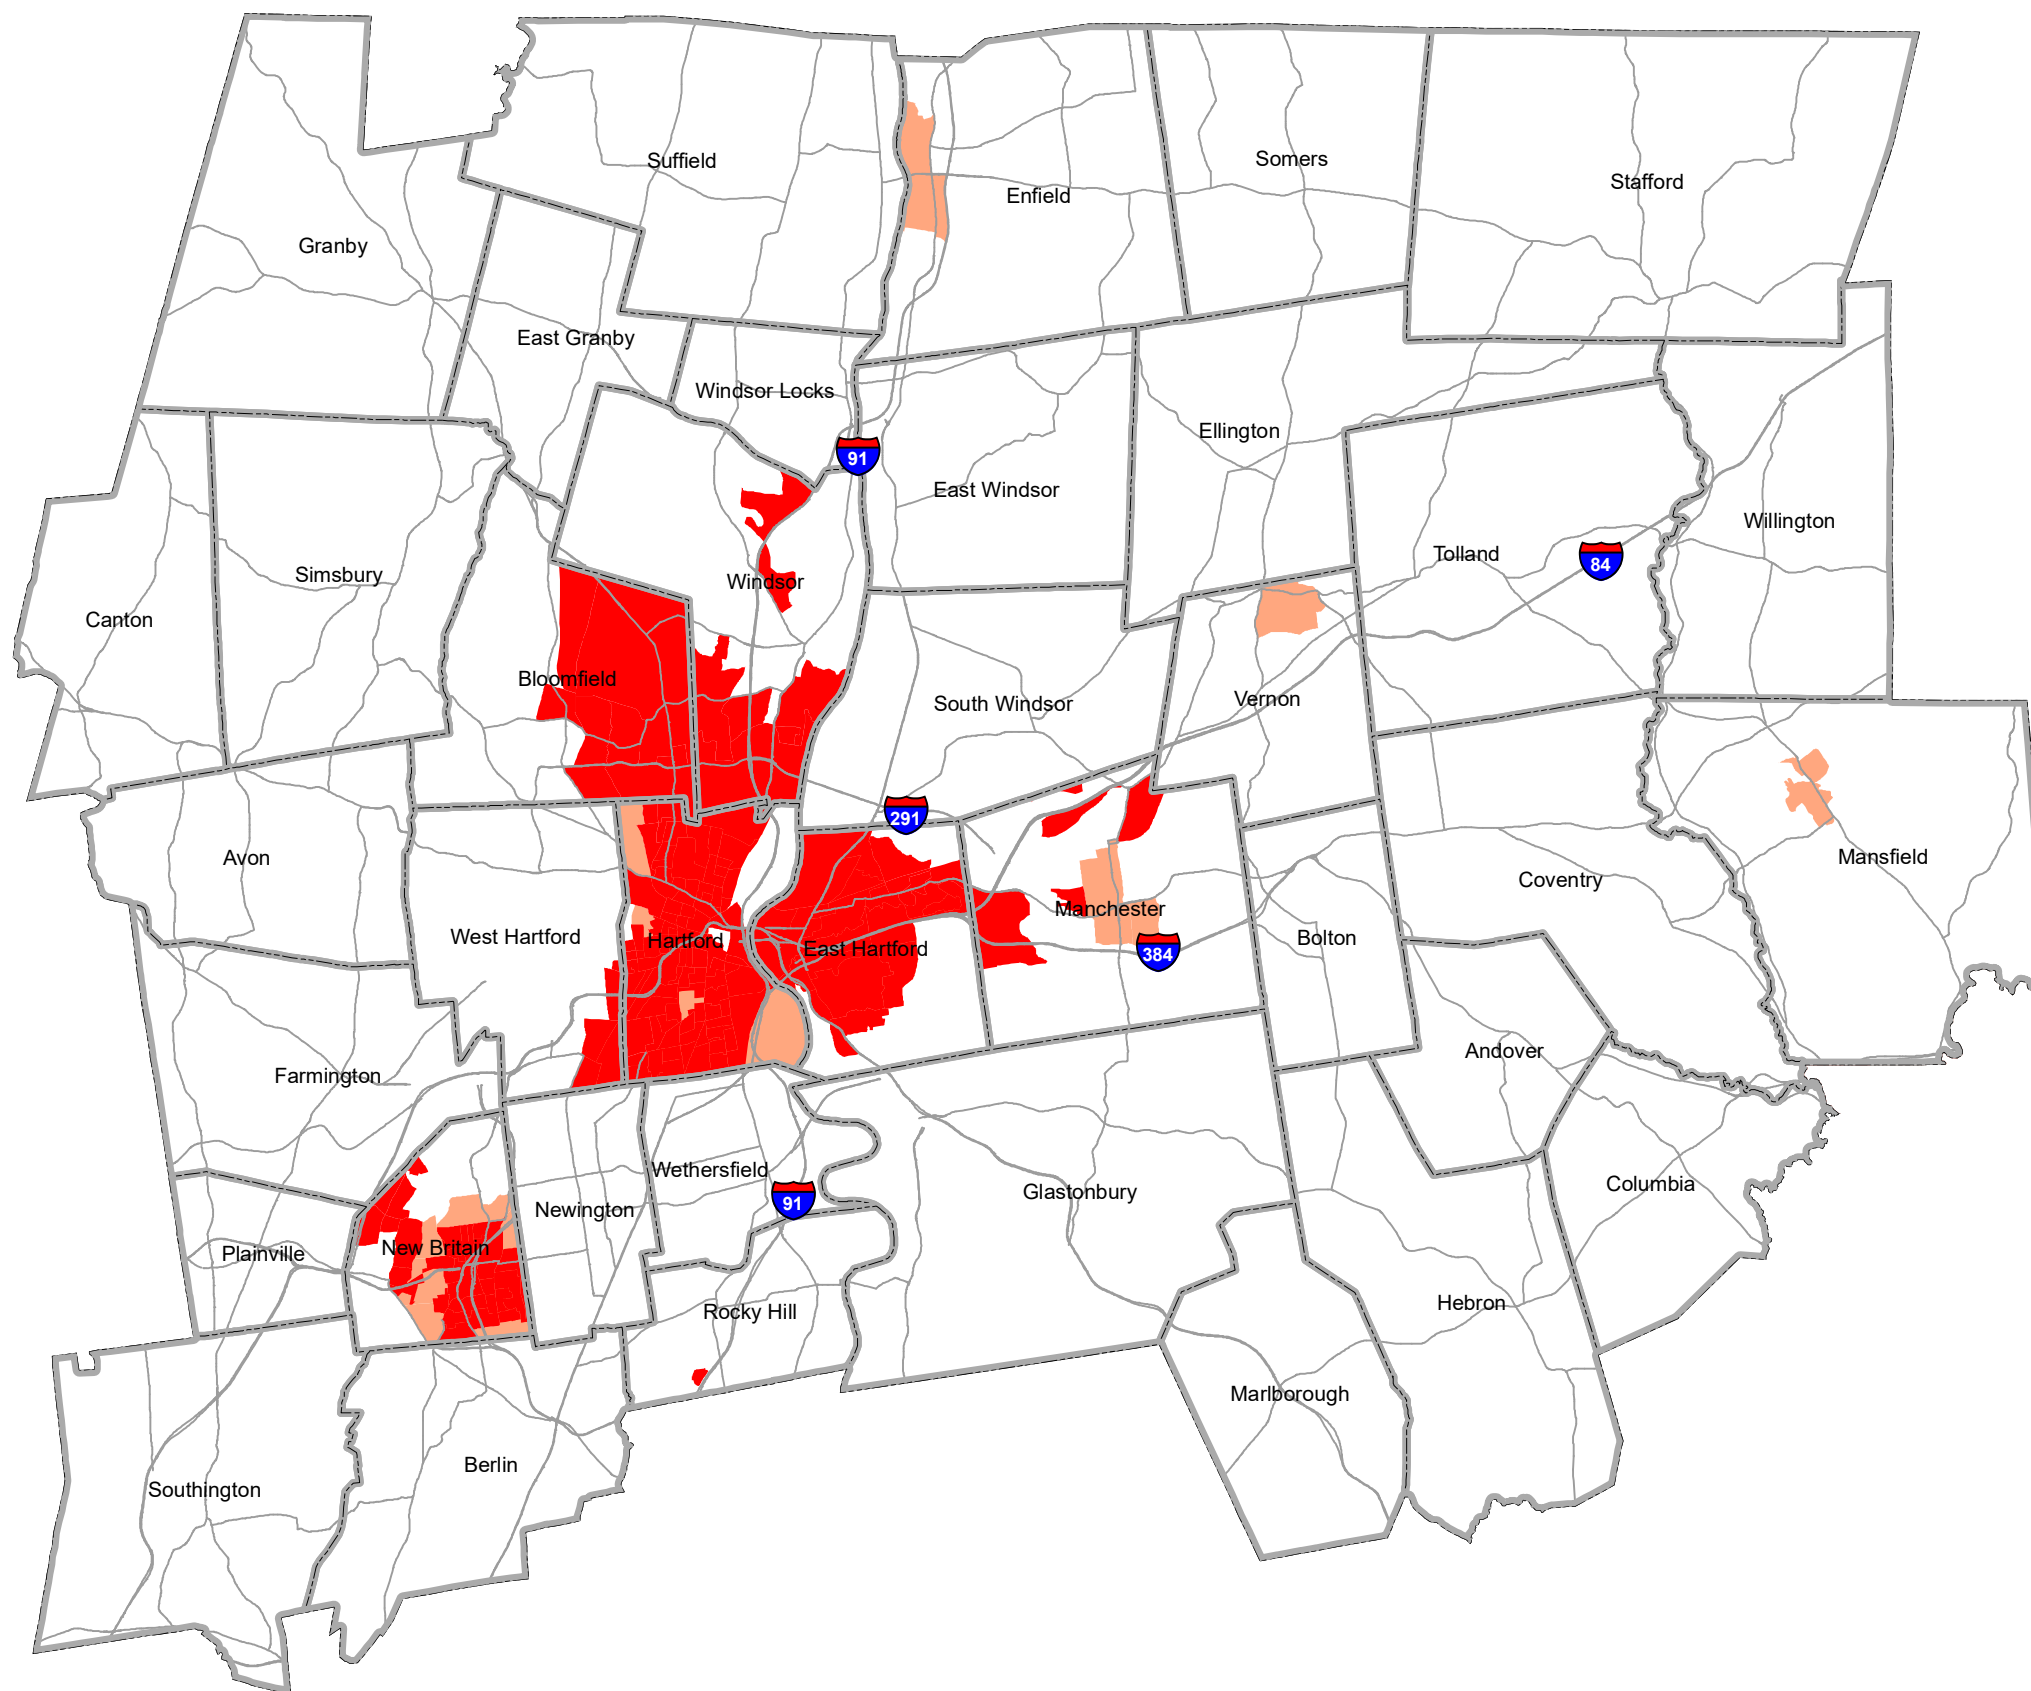 Suffield
Somers
Stafford
Enfield
Granby
East Granby
Windsor Locks
Ellington
91
East Windsor
Willington
Tolland
84
Simsbury
Windsor
Canton
Bloomfield
Vernon
South Windsor
291
Avon
Mansfield
Coventry
Manchester
West Hartford
Hartford
East Hartford
384
Bolton
Andover
Farmington
Wethersfield
Columbia
Glastonbury
91
Newington
New Britain
Plainville
Hebron
Rocky Hill
Marlborough
Berlin
Southington